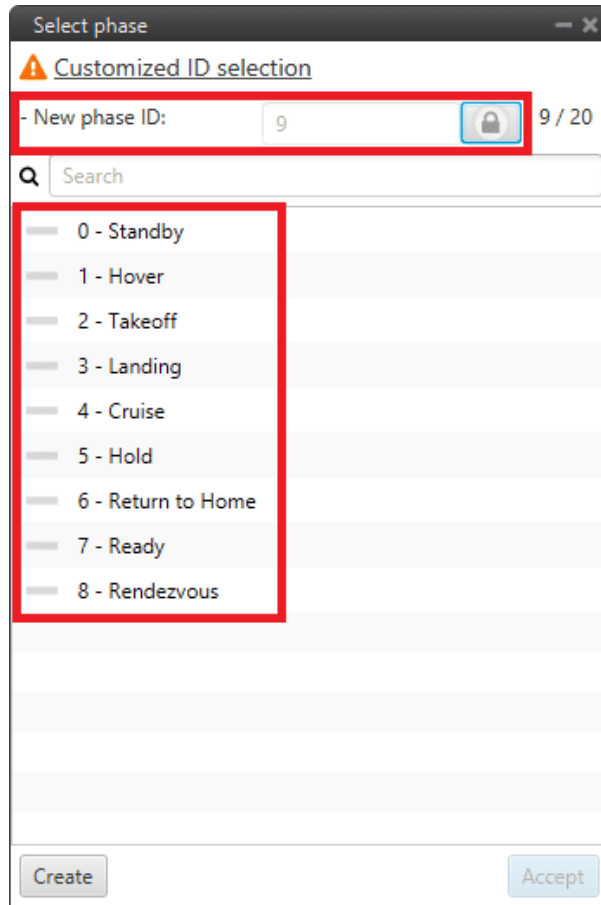 Select phase
Customized ID selection
- New phase ID: 9 9 / 20
Search
0 - Standby
1 - Hover
2 - Takeoff
3 - Landing
4 - Cruise
5 - Hold
6 - Return to Home
7 - Ready
8 - Rendezvous
Create Accept